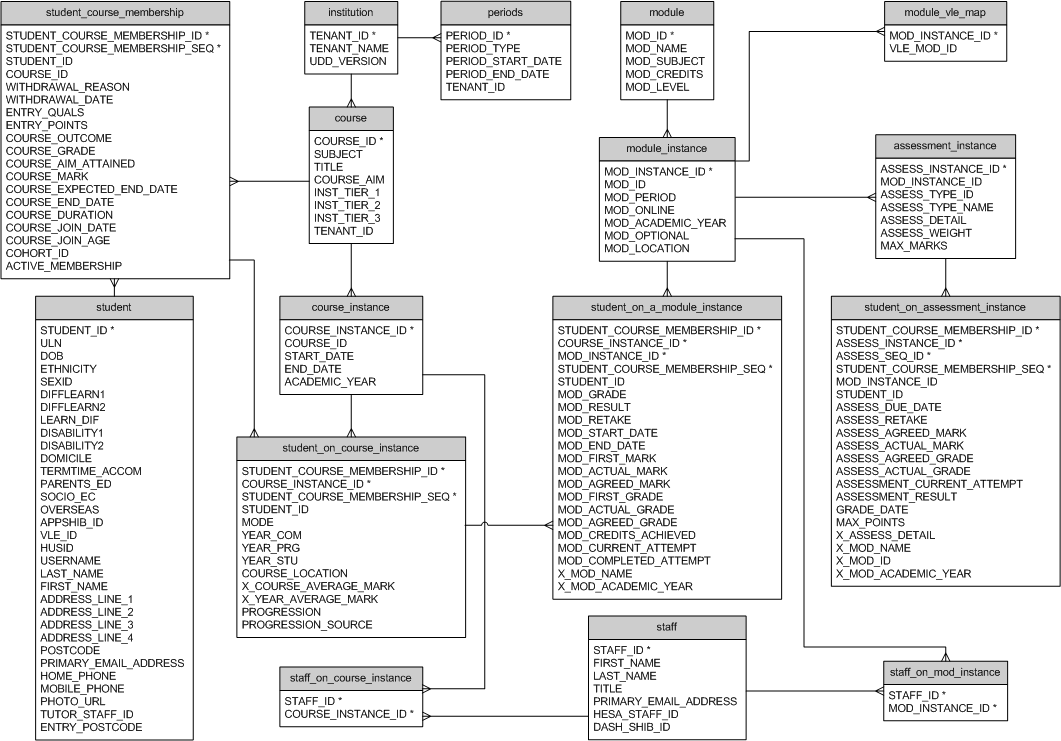 student_course_membership
STUDENT_COURSE_MEMBERSHIP_ID *
STUDENT_COURSE_MEMBERSHIP_SEQ *
STUDENT_ID
COURSE_ID
WITHDRAWAL_REASON
WITHDRAWAL_DATE
ENTRY_QUALS
ENTRY_POINTS
COURSE_OUTCOME
COURSE_GRADE
COURSE_AIM_ATTAINED
COURSE_MARK
COURSE_EXPECTED_END_DATE
COURSE_END_DATE
COURSE_DURATION
COURSE_JOIN_DATE
COURSE_JOIN_AGE
COHORT_ID
ACTIVE_MEMBERSHIP
institution
TENANT_ID *
TENANT_NAME
UDD_VERSION
periods
PERIOD_ID *
PERIOD_TYPE
PERIOD_START_DATE
PERIOD_END_DATE
TENANT_ID
module
MOD_ID *
MOD_NAME
MOD_SUBJECT
MOD_CREDITS
MOD_LEVEL
module_vle_map
MOD_INSTANCE_ID *
VLE_MOD_ID
course
COURSE_ID *
SUBJECT
TITLE
COURSE_AIM
INST_TIER_1
INST_TIER_2
INST_TIER_3
TENANT_ID
module_instance
MOD_INSTANCE_ID *
MOD_ID
MOD_PERIOD
MOD_ONLINE
MOD_ACADEMIC_YEAR
MOD_OPTIONAL
MOD_LOCATION
assessment_instance
ASSESS_INSTANCE_ID *
MOD_INSTANCE_ID
ASSESS_TYPE_ID
ASSESS_TYPE_NAME
ASSESS_DETAIL
ASSESS_WEIGHT
MAX_MARKS
student
STUDENT_ID *
ULN
DOB
ETHNICITY
SEXID
DIFFLEARN1
DIFFLEARN2
LEARN_DIF
DISABILITY1
DISABILITY2
DOMICILE
TERMTIME_ACCOM
PARENTS_ED
SOCIO_EC
OVERSEAS
APPSHIB_ID
VLE_ID
HUSID
USERNAME
LAST_NAME
FIRST_NAME
ADDRESS_LINE_1
ADDRESS_LINE_2
ADDRESS_LINE_3
ADDRESS_LINE_4
POSTCODE
PRIMARY_EMAIL_ADDRESS
HOME_PHONE
MOBILE_PHONE
PHOTO_URL
TUTOR_STAFF_ID
ENTRY_POSTCODE
course_instance
COURSE_INSTANCE_ID *
COURSE_ID
START_DATE
END_DATE
ACADEMIC_YEAR
student_on_course_instance
STUDENT_COURSE_MEMBERSHIP_ID *
COURSE_INSTANCE_ID *
STUDENT_COURSE_MEMBERSHIP_SEQ *
STUDENT_ID
MODE
YEAR_COM
YEAR_PRG
YEAR_STU
COURSE_LOCATION
X_COURSE_AVERAGE_MARK
X_YEAR_AVERAGE_MARK
PROGRESSION
PROGRESSION_SOURCE
student_on_a_module_instance
STUDENT_COURSE_MEMBERSHIP_ID *
COURSE_INSTANCE_ID *
MOD_INSTANCE_ID *
STUDENT_COURSE_MEMBERSHIP_SEQ *
STUDENT_ID
MOD_GRADE
MOD_RESULT
MOD_RETAKE
MOD_START_DATE
MOD_END_DATE
MOD_FIRST_MARK
MOD_ACTUAL_MARK
MOD_AGREED_MARK
MOD_FIRST_GRADE
MOD_ACTUAL_GRADE
MOD_AGREED_GRADE
MOD_CREDITS_ACHIEVED
MOD_CURRENT_ATTEMPT
MOD_COMPLETED_ATTEMPT
X_MOD_NAME
X_MOD_ACADEMIC_YEAR
student_on_assessment_instance
STUDENT_COURSE_MEMBERSHIP_ID *
ASSESS_INSTANCE_ID *
ASSESS_SEQ_ID *
STUDENT_COURSE_MEMBERSHIP_SEQ *
MOD_INSTANCE_ID
STUDENT_ID
ASSESS_DUE_DATE
ASSESS_RETAKE
ASSESS_AGREED_MARK
ASSESS_ACTUAL_MARK
ASSESS_AGREED_GRADE
ASSESS_ACTUAL_GRADE
ASSESSMENT_CURRENT_ATTEMPT
ASSESSMENT_RESULT
GRADE_DATE
MAX_POINTS
X_ASSESS_DETAIL
X_MOD_NAME
X_MOD_ID
X_MOD_ACADEMIC_YEAR
staff_on_course_instance
STAFF_ID *
COURSE_INSTANCE_ID *
staff
STAFF_ID *
FIRST_NAME
LAST_NAME
TITLE
PRIMARY_EMAIL_ADDRESS
HESA_STAFF_ID
DASH_SHIB_ID
staff_on_mod_instance
STAFF_ID *
MOD_INSTANCE_ID *